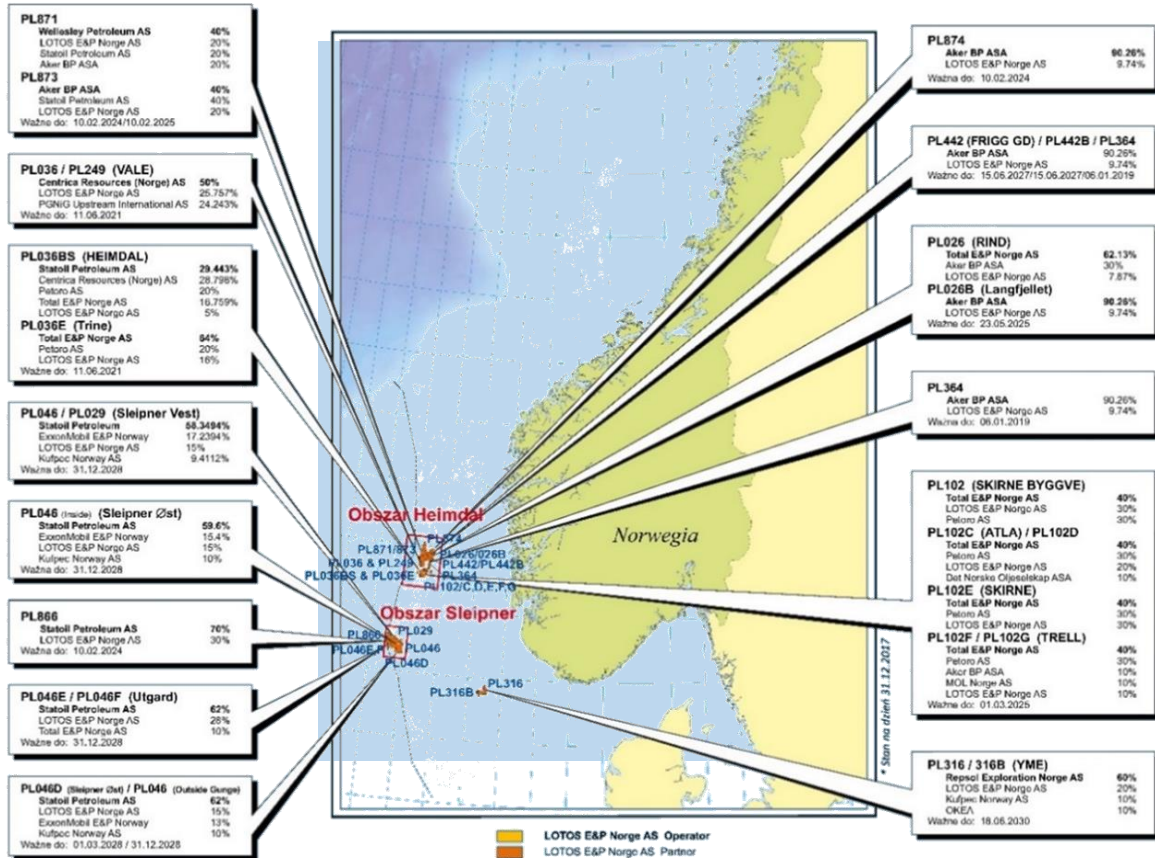 PL871
Wellesley Petroleum AS 40%
LOTOS E&P Norge AS 20%
Statoil Petroleum AS 20%
Aker BP ASA 20%
PL873
Aker BP ASA 40%
Statoil Petroleum AS 40%
LOTOS E&P Norge AS 20%
Ważne do: 10.02.2024/10.02.2025
PL036 / PL249 (VALE)
Centrica Resources (Norge) AS 50%
LOTOS E&P Norge AS 25.757%
PGNiG Upstream International AS 24.243%
Ważne do: 11.06.2021
PL036BS (HEIMDAL)
Statoil Petroleum AS 29.443%
Centrica Resources (Norge) AS 28.798%
Petoro AS 20%
Total E&P Norge AS 16.759%
LOTOS E&P Norge AS 5%
PL036E (Trine)
Total E&P Norge AS 64%
Petoro AS 20%
LOTOS E&P Norge AS 16%
Ważne do: 11.06.2021
PL046 / PL029 (Sleipner Vest)
Statoil Petroleum 58.3494%
ExxonMobil E&P Norway 17.2394%
LOTOS E&P Norge AS 15%
Kufpec Norway AS 9.4112%
Ważna do: 31.12.2028
PL046 (Inside) (Sleipner Øst)
Statoil Petroleum AS 59.6%
ExxonMobil E&P Norway 15.4%
LOTOS E&P Norge AS 15%
Kufpec Norway AS 10%
Ważna do: 31.12.2028
PL866
Statoil Petroleum AS 70%
LOTOS E&P Norge AS 30%
Ważna do: 10.02.2024
PL046E / PL046F (Utgard)
Statoil Petroleum AS 62%
LOTOS E&P Norge AS 28%
Total E&P Norge AS 10%
Ważne do: 31.12.2028
PL046D (Sleipner Øst) / PL046 (Outside Gunge)
Statoil Petroleum AS 62%
LOTOS E&P Norge AS 15%
ExxonMobil E&P Norway 13%
Kufpec Norway AS 10%
Ważne do: 01.03.2028 / 31.12.2028
Obszar Heimdal
PL874
PL871/873
PL026/026B
PL036 & PL249
PL442/PL442B
PL036BS & PL036E
PL364
PL102/C,D,E,F,G
Obszar Sleipner
PL029
PL866
PL046E,F
PL046
PL046D
PL316
PL316B
Norwegia
* Stan na dzień 31.12.2017
PL874
Aker BP ASA 90.26%
LOTOS E&P Norge AS 9.74%
Ważna do: 10.02.2024
PL442 (FRIGG GD) / PL442B / PL364
Aker BP ASA 90.26%
LOTOS E&P Norge AS 9.74%
Ważne do: 15.06.2027/15.06.2027/06.01.2019
PL026 (RIND)
Total E&P Norge AS 62.13%
Aker BP ASA 30%
LOTOS E&P Norge AS 7.87%
PL026B (Langfjellet)
Aker BP ASA 90.26%
LOTOS E&P Norge AS 9.74%
Ważne do: 23.05.2025
PL364
Aker BP ASA 90.26%
LOTOS E&P Norge AS 9.74%
Ważna do: 06.01.2019
PL102 (SKIRNE BYGGVE)
Total E&P Norge AS 40%
LOTOS E&P Norge AS 30%
Petoro AS 30%
PL102C (ATLA) / PL102D
Total E&P Norge AS 40%
Petoro AS 30%
LOTOS E&P Norge AS 20%
Det Norske Oljeselskap ASA 10%
PL102E (SKIRNE)
Total E&P Norge AS 40%
Petoro AS 30%
LOTOS E&P Norge AS 30%
PL102F / PL102G (TRELL)
Total E&P Norge AS 40%
Petoro AS 30%
Aker BP ASA 10%
MOL Norge AS 10%
LOTOS E&P Norge AS 10%
Ważne do: 01.03.2025
PL316 / 316B (YME)
Repsol Exploration Norge AS 60%
LOTOS E&P Norge AS 20%
Kufpec Norway AS 10%
OKEA 10%
Ważne do: 18.06.2030
LOTOS E&P Norge AS Operator
LOTOS E&P Norge AS Partner